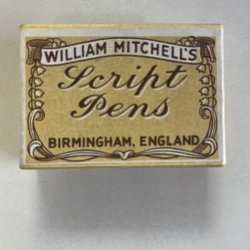 WILLIAM MITCHELL'S
Script
Pens
BIRMINGHAM, ENGLAND